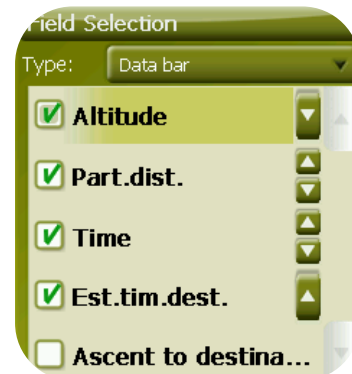 Field Selection
Type: Data bar
Altitude
Part.dist.
Time
Est.tim.dest.
Ascent to destina...